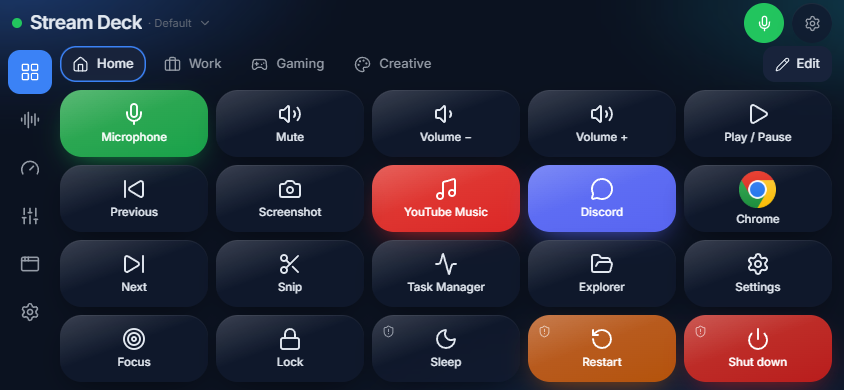 Stream Deck · Default
Home Work Gaming Creative Edit
Microphone Mute Volume – Volume + Play / Pause
Previous Screenshot YouTube Music Discord Chrome
Next Snip Task Manager Explorer Settings
Focus Lock Sleep Restart Shut down